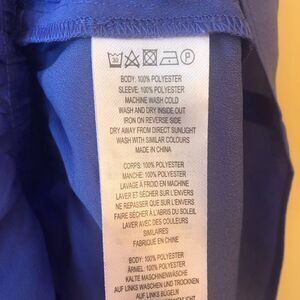 30 P
BODY: 100% POLYESTER
SLEEVE: 100% POLYESTER
MACHINE WASH COLD
WASH AND DRY INSIDE OUT
IRON ON REVERSE SIDE
DRY AWAY FROM DIRECT SUNLIGHT
WASH WITH SIMILAR COLOURS
MADE IN CHINA
CORPS: 100% POLYESTER
MANCHE: 100% POLYESTER
LAVAGE À FROID EN MACHINE
LAVER ET SÉCHER SUR L'ENVERS
NE REPASSER QUE SUR L'ENVERS
FAIRE SÉCHER À L'ABRIS DU SOLEIL
LAVER AVEC DES COULEURS
SIMILAIRES
FABRIQUE EN CHINE
BODY: 100% POLYESTER
ÄRMEL: 100% POLYESTER
KALTE MASCHINENWÄSCHE
AUF LINKS WASCHEN UND TROCKNEN
AUF LINKS BÜGELN